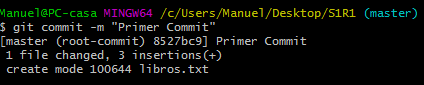 Manuel@PC-casa MINGW64 /c/Users/Manuel/Desktop/S1R1 (master)
$ git commit -m "Primer Commit"
[master (root-commit) 8527bc9] Primer Commit
 1 file changed, 3 insertions(+)
 create mode 100644 libros.txt